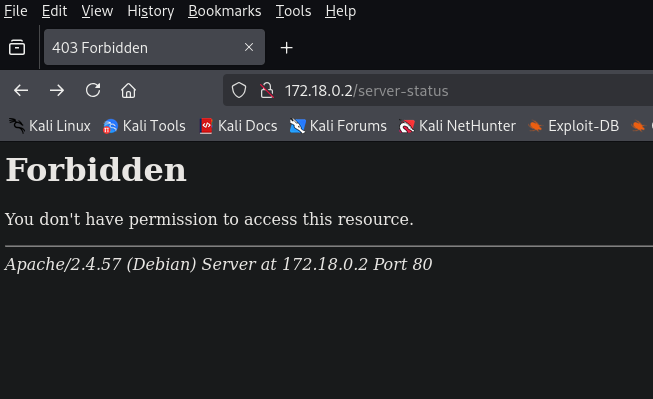 File Edit View History Bookmarks Tools Help
403 Forbidden
172.18.0.2/server-status
Kali Linux Kali Tools Kali Docs Kali Forums Kali NetHunter Exploit-DB
Forbidden
You don't have permission to access this resource.
Apache/2.4.57 (Debian) Server at 172.18.0.2 Port 80